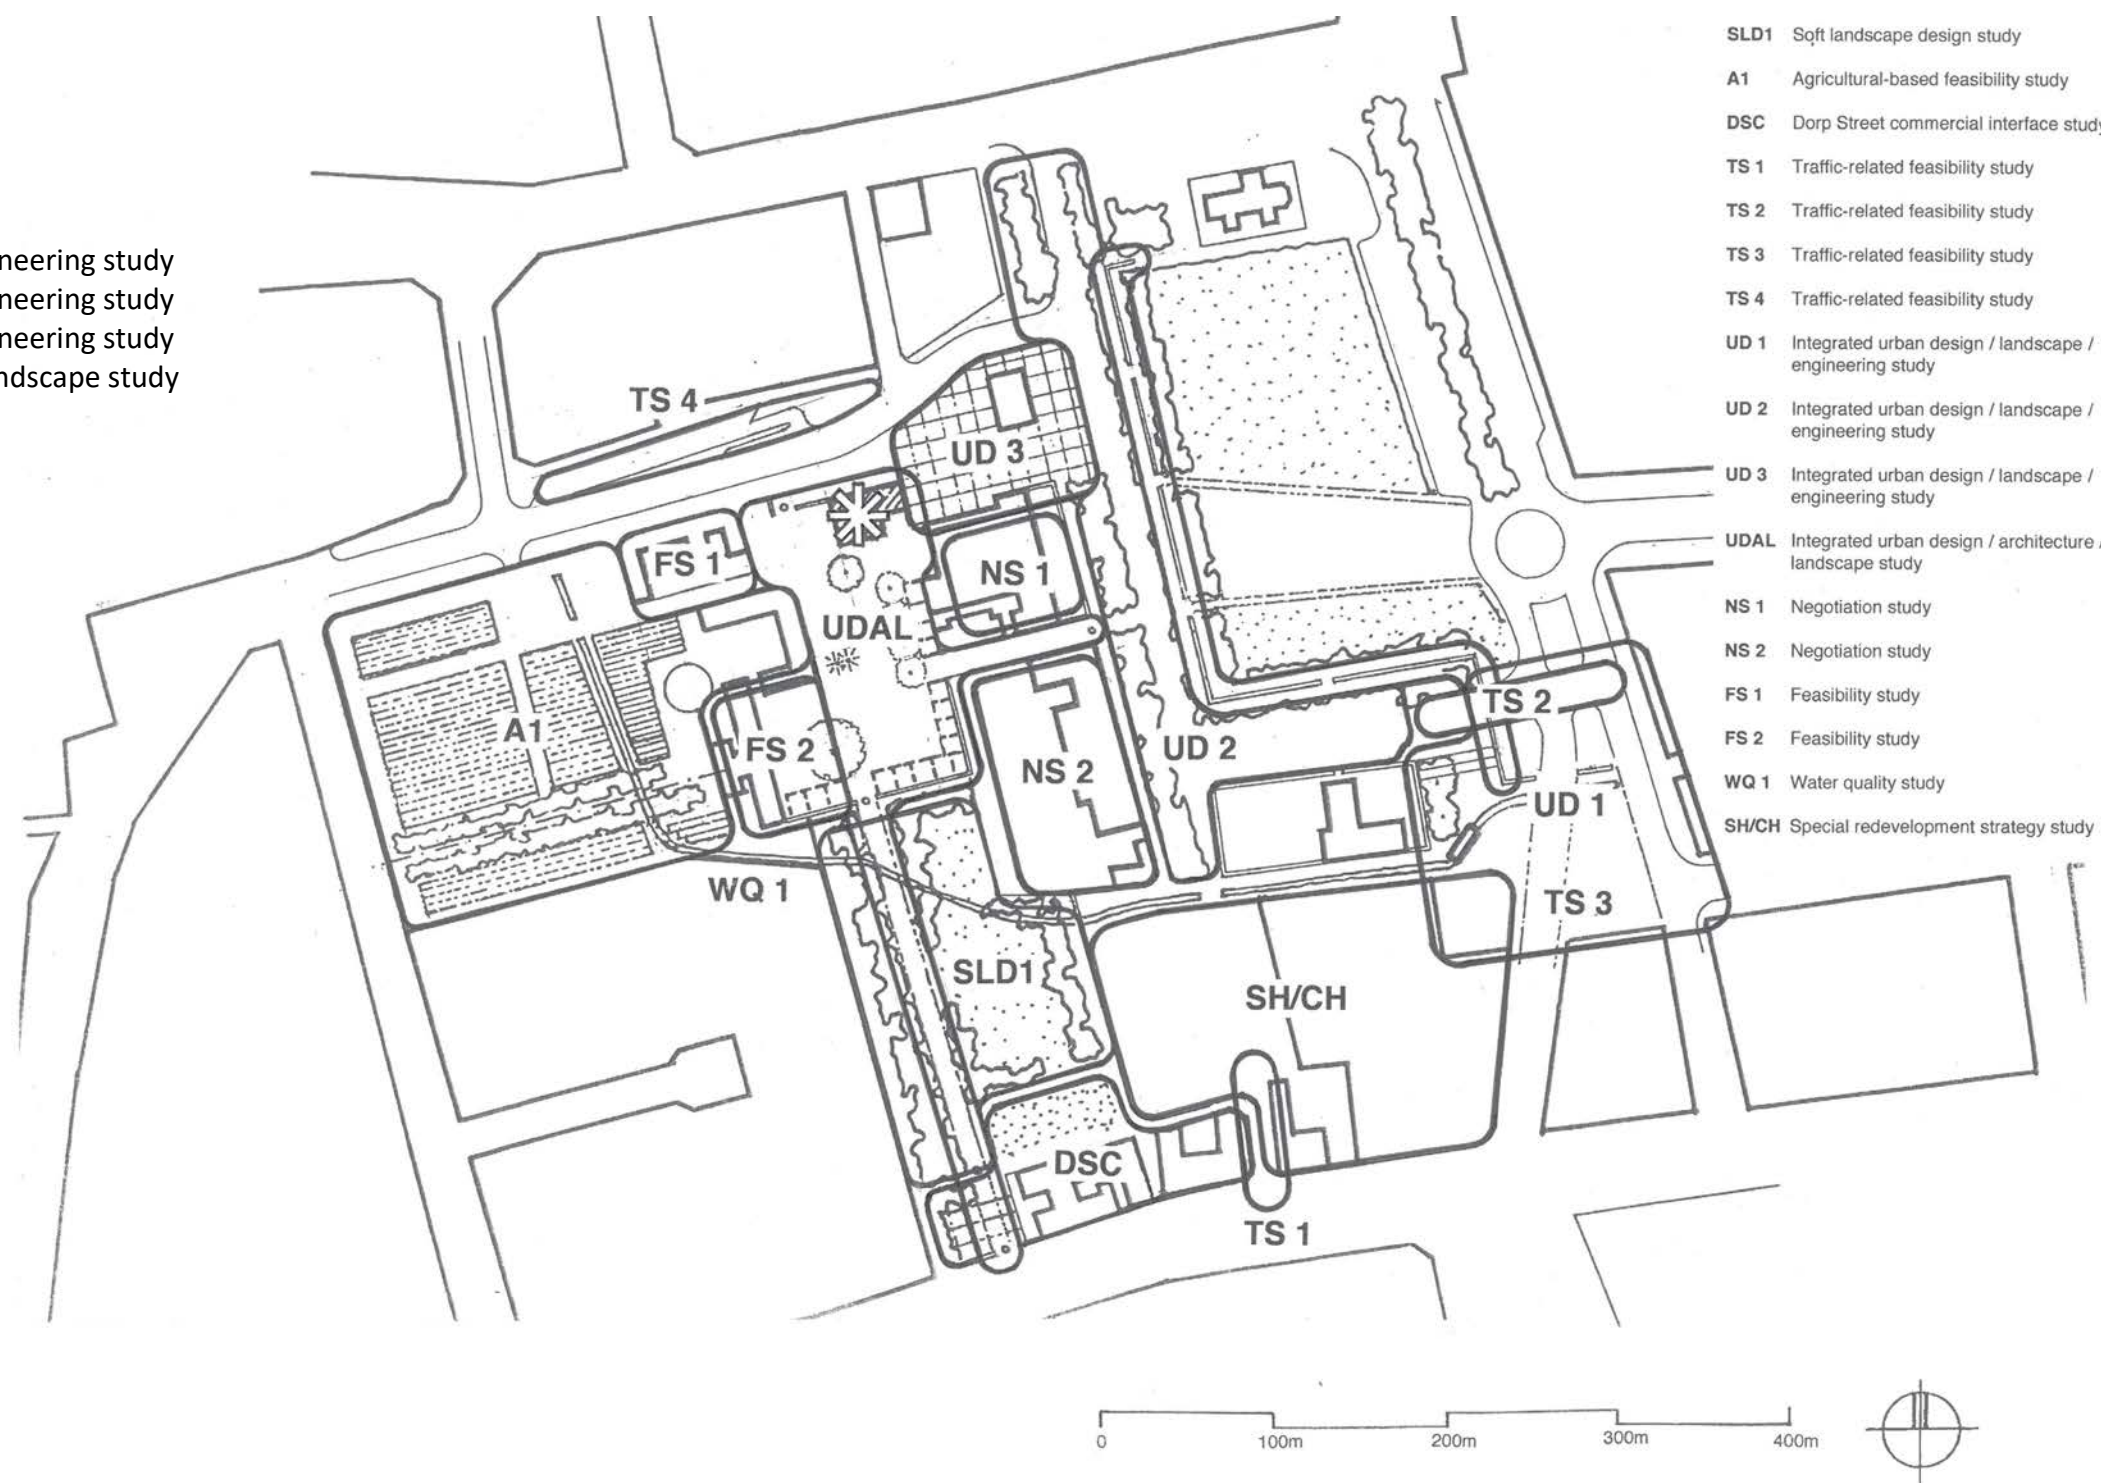 SLD1 Soft landscape design study
A1 Agricultural-based feasibility study
DSC Dorp Street commercial interface study
TS 1 Traffic-related feasibility study
TS 2 Traffic-related feasibility study
TS 3 Traffic-related feasibility study
TS 4 Traffic-related feasibility study
UD 1 Integrated urban design / landscape /
engineering study
UD 2 Integrated urban design / landscape /
engineering study
UD 3 Integrated urban design / landscape /
engineering study
UDAL Integrated urban design / architecture /
landscape study
NS 1 Negotiation study
NS 2 Negotiation study
FS 1 Feasibility study
FS 2 Feasibility study
WQ 1 Water quality study
SH/CH Special redevelopment strategy study
neering study
neering study
neering study
ndscape study
TS 4
UD 3
FS 1
NS 1
UDAL
A1
FS 2
NS 2
UD 2
TS 2
UD 1
WQ 1
TS 3
SLD1
SH/CH
DSC
TS 1
0 100m 200m 300m 400m